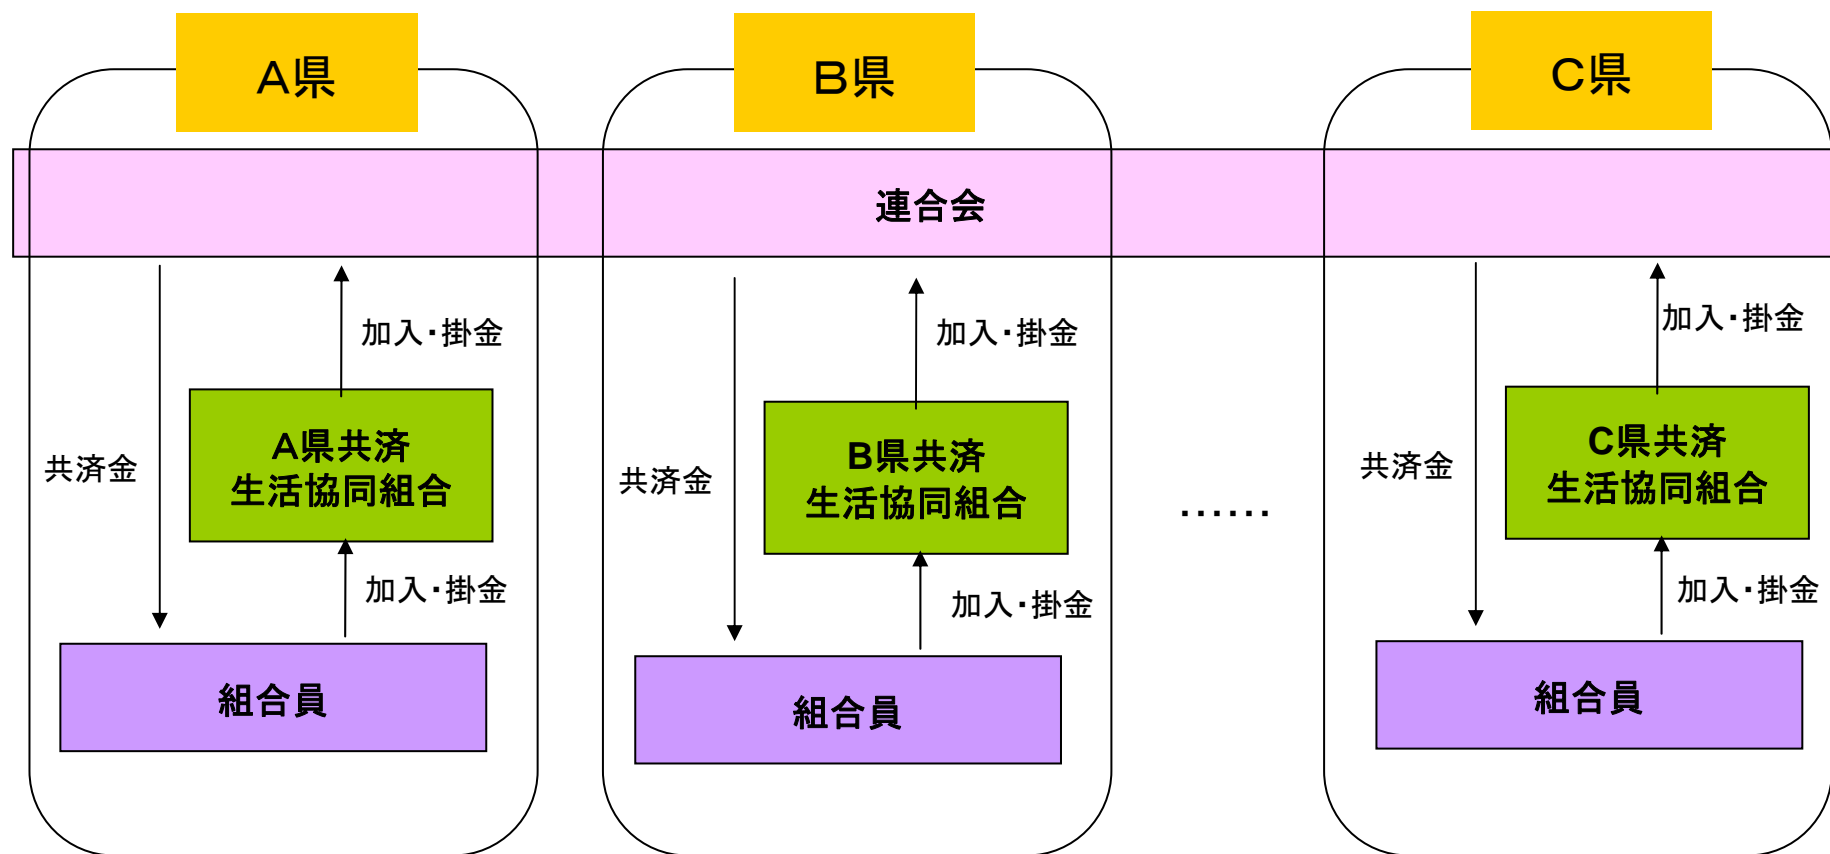 A県
B県
C県
連合会
加入・掛金
加入・掛金
加入・掛金
共済金
A県共済
生活協同組合
共済金
B県共済
生活協同組合
……
共済金
C県共済
生活協同組合
加入・掛金
加入・掛金
加入・掛金
組合員
組合員
組合員